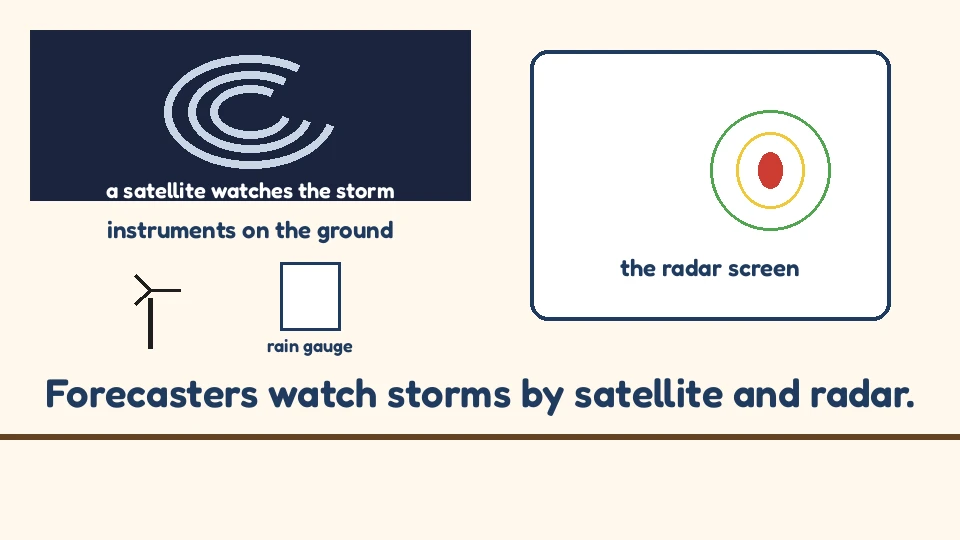 a satellite watches the storm
instruments on the ground
rain gauge
the radar screen
Forecasters watch storms by satellite and radar.